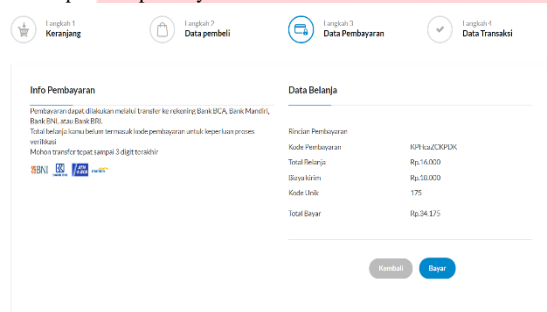 Langkah 1
Keranjang
Langkah 2
Data pembeli
Langkah 3
Data Pembayaran
Langkah 4
Data Transaksi
Info Pembayaran
Pembayaran dapat dilakukan melalui transfer ke rekening Bank BCA, Bank Mandiri,
Bank BNI, atau Bank BRI.
Total belanja kamu belum termasuk kode pembayaran untuk keperluan proses
verifikasi
Mohon transfer tepat sampai 3 digit terakhir
BNI
Data Belanja
Rincian Pembayaran
Kode Pembayaran
Total Belanja Rp.16.000
Biaya kirim Rp.18.000
Kode Unik 175
Total Bayar Rp.34.175
Kembali Bayar